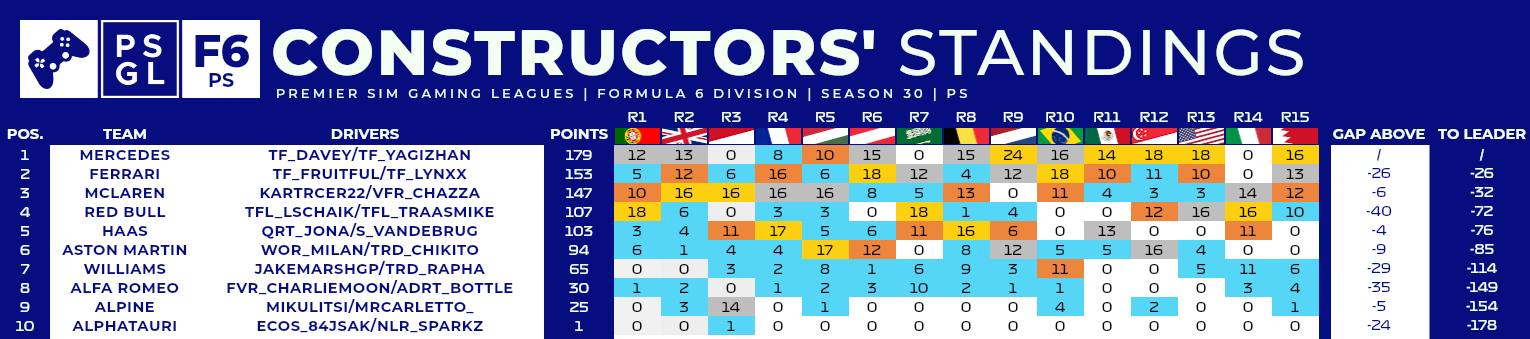 PS
GL
F6
PS
CONSTRUCTORS' STANDINGS
PREMIER SIM GAMING LEAGUES | FORMULA 6 DIVISION | SEASON 30 | PS
R1 R2 R3 R4 R5 R6 R7 R8 R9 R10 R11 R12 R13 R14 R15
POS. TEAM DRIVERS POINTS GAP ABOVE TO LEADER
1 MERCEDES TF_DAVEY/TF_YAGIZHAN 179 12 13 0 8 10 15 0 15 24 16 14 18 18 0 16 / /
2 FERRARI TF_FRUITFUL/TF_LYNXX 153 5 12 6 16 6 18 12 4 12 18 10 11 10 0 13 -26 -26
3 MCLAREN KARTRCER22/VFR_CHAZZA 147 10 16 16 16 16 8 5 13 0 11 4 3 3 14 12 -6 -32
4 RED BULL TFL_LSCHAIK/TFL_TRAASMIKE 107 18 6 0 3 3 0 18 1 4 0 0 12 16 16 10 -40 -72
5 HAAS QRT_JONA/S_VANDEBRUG 103 3 4 11 17 5 6 11 16 6 0 13 0 0 11 0 -4 -76
6 ASTON MARTIN WOR_MILAN/TRD_CHIKITO 94 6 1 4 4 17 12 0 8 12 5 5 16 4 0 0 -9 -85
7 WILLIAMS JAKEMARSHGP/TRD_RAPHA 65 0 0 3 2 8 1 6 9 3 11 0 0 5 11 6 -29 -114
8 ALFA ROMEO FVR_CHARLIEMOON/ADRT_BOTTLE 30 1 2 0 1 2 3 10 2 1 1 0 0 0 3 4 -35 -149
9 ALPINE MIKULITSI/MRCARLETTO_ 25 0 3 14 0 1 0 0 0 0 4 0 2 0 0 1 -5 -154
10 ALPHATAURI ECOS_84JSAK/NLR_SPARKZ 1 0 0 1 0 0 0 0 0 0 0 0 0 0 0 0 -24 -178